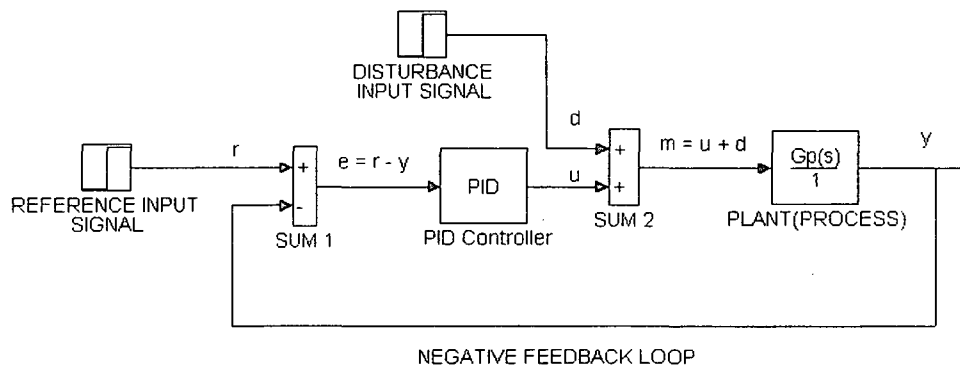 DISTURBANCE
INPUT SIGNAL
d
r
+
-
e = r - y
PID
u
+
+
m = u + d
Gp(s)
1
y
REFERENCE INPUT
SIGNAL
SUM 1
PID Controller
SUM 2
PLANT(PROCESS)
NEGATIVE FEEDBACK LOOP